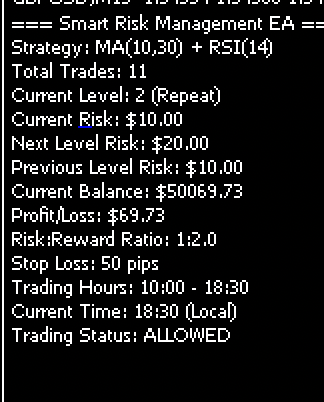 === Smart Risk Management EA ==
Strategy: MA(10,30) + RSI(14)
Total Trades: 11
Current Level: 2 (Repeat)
Current Risk: $10.00
Next Level Risk: $20.00
Previous Level Risk: $10.00
Current Balance: $50069.73
Profit/Loss: $69.73
Risk:Reward Ratio: 1:2.0
Stop Loss: 50 pips
Trading Hours: 10:00 - 18:30
Current Time: 18:30 (Local)
Trading Status: ALLOWED